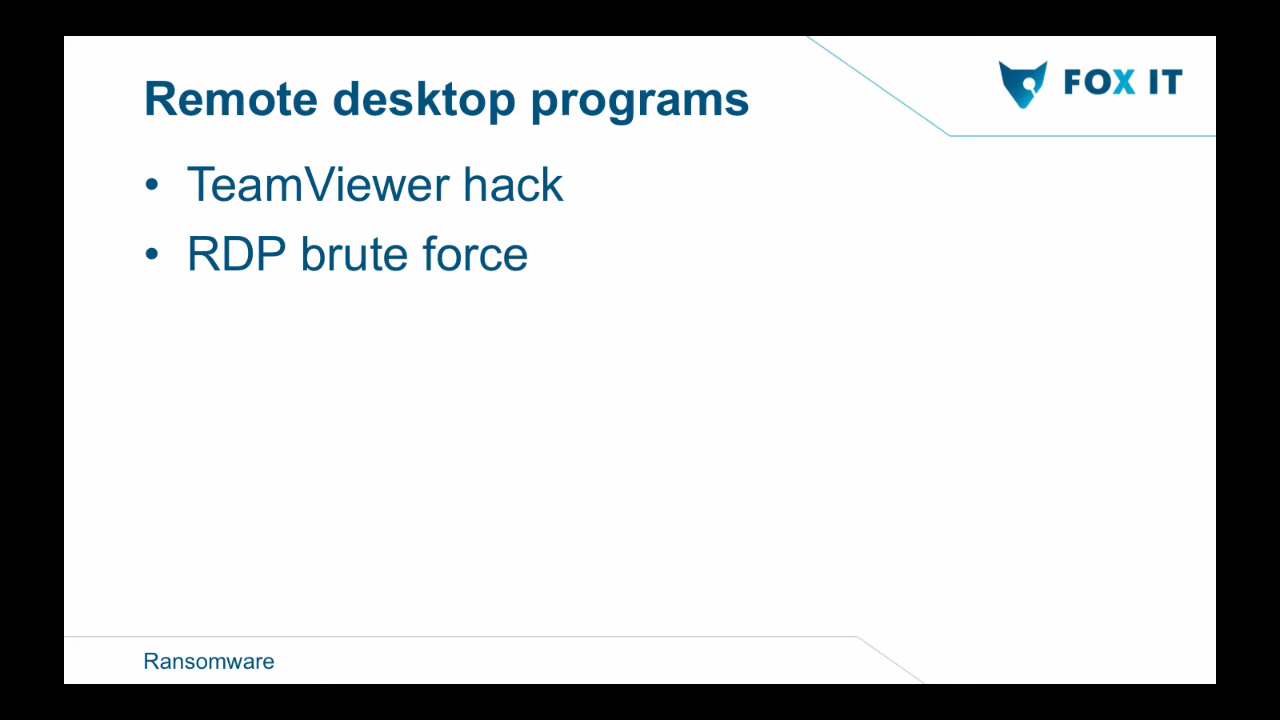 Remote desktop programs
FOX IT
• TeamViewer hack
• RDP brute force
Ransomware